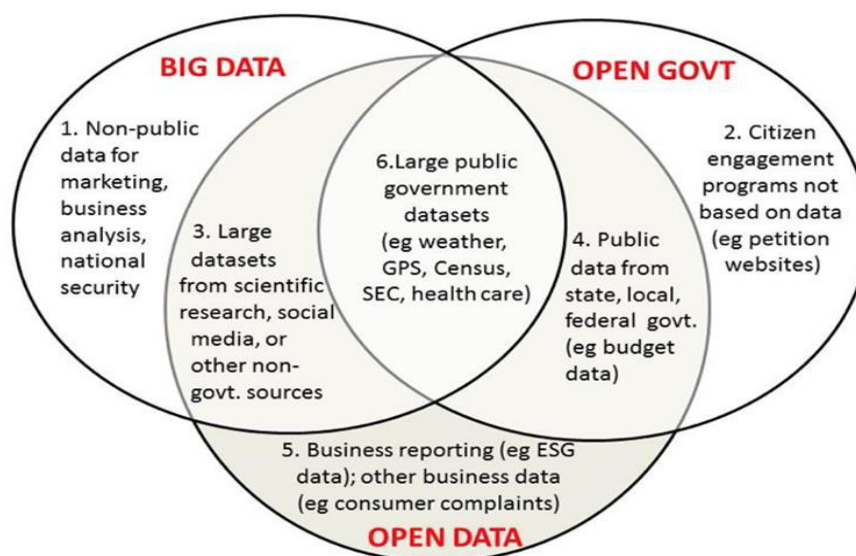 BIG DATA
OPEN GOVT
1. Non-public
data for
marketing,
business
analysis,
national
security
2. Citizen
engagement
programs not
based on data
(eg petition
websites)
3. Large
datasets
from scientific
research, social
media, or
other non-
govt. sources
6.Large public
government
datasets
(eg weather,
GPS, Census,
SEC, health care)
4. Public
data from
state, local,
federal govt.
(eg budget
data)
5. Business reporting (eg ESG
data); other business data
(eg consumer complaints)
OPEN DATA